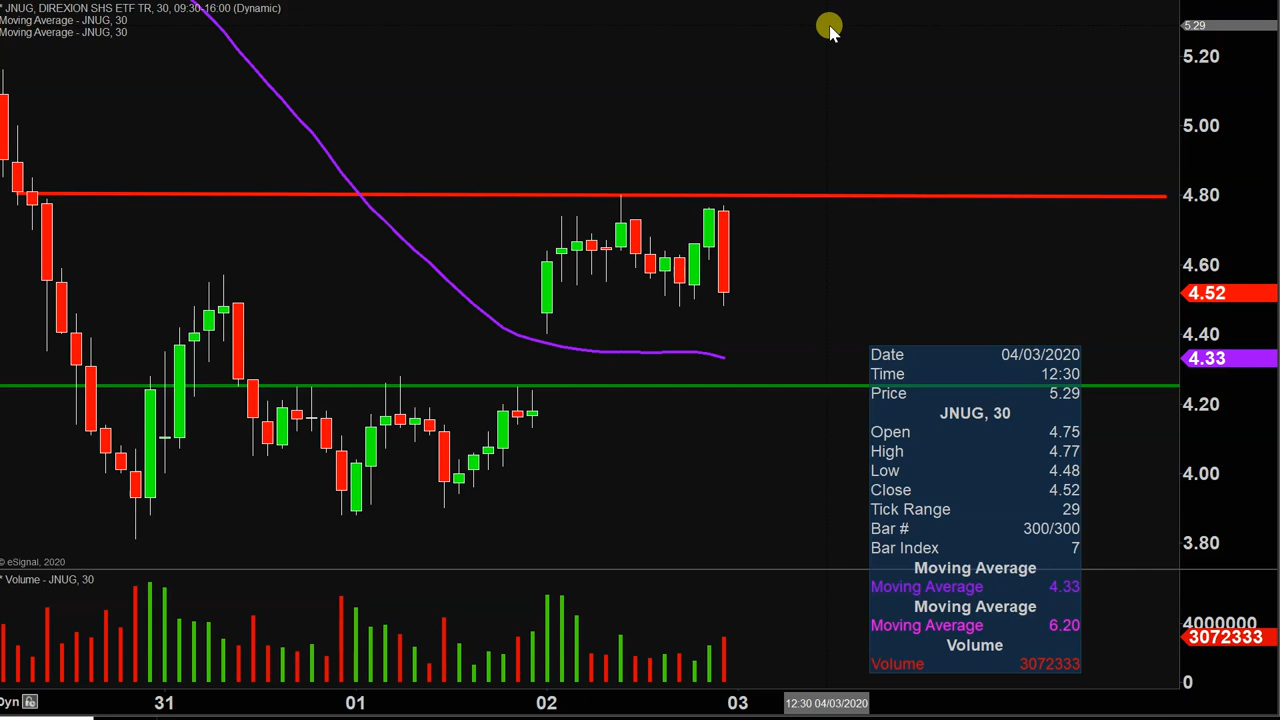 * JNUG, DIREXION SHS ETF TR, 30, 09:30-16:00 (Dynamic)
Moving Average - JNUG, 30
Moving Average - JNUG, 30
5.29
5.20
5.00
4.80
4.60
4.52
4.40
4.33
4.20
4.00
3.80
Date 04/03/2020
Time 12:30
Price 5.29
JNUG, 30
Open 4.75
High 4.77
Low 4.48
Close 4.52
Tick Range 29
Bar # 300/300
Bar Index 7
Moving Average
Moving Average 4.33
Moving Average
Moving Average 6.20
Volume
Volume 3072333
© eSignal, 2020
* Volume - JNUG, 30
4000000
3072333
0
Dyn 31 01 02 03 12:30 04/03/2020